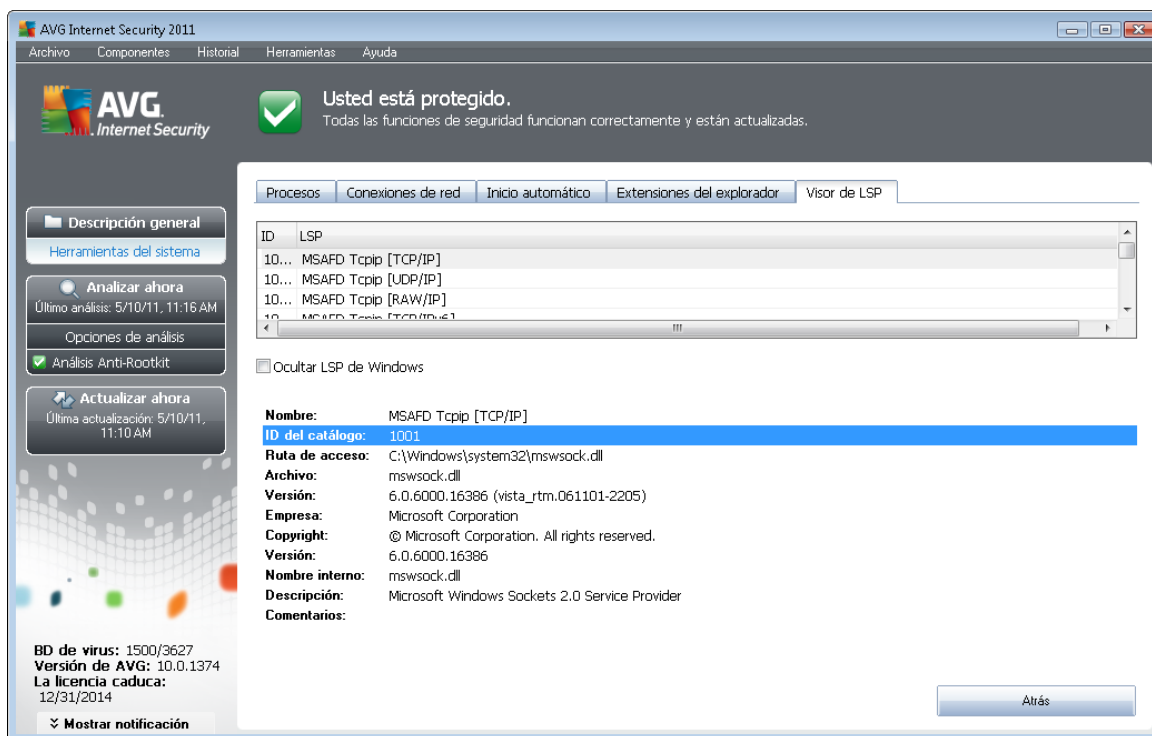 AVG Internet Security 2011
Archivo Componentes Historial Herramientas Ayuda
AVG.
Internet Security
Usted está protegido.
Todas las funciones de seguridad funcionan correctamente y están actualizadas.
Descripción general
Herramientas del sistema
Analizar ahora
Último análisis: 5/10/11, 11:16 AM
Opciones de análisis
Análisis Anti-Rootkit
Actualizar ahora
Última actualización: 5/10/11,
11:10 AM
BD de virus: 1500/3627
Versión de AVG: 10.0.1374
La licencia caduca:
12/31/2014
Mostrar notificación
Procesos Conexiones de red Inicio automático Extensiones del explorador Visor de LSP
ID LSP
10... MSAFD Tcpip [TCP/IP]
10... MSAFD Tcpip [UDP/IP]
10... MSAFD Tcpip [RAW/IP]
10... MSAFD Tcpip [TCP/IPv6]
Ocultar LSP de Windows
Nombre: MSAFD Tcpip [TCP/IP]
ID del catálogo: 1001
Ruta de acceso: C:\Windows\system32\mswsock.dll
Archivo: mswsock.dll
Versión: 6.0.6000.16386 (vista_rtm.061101-2205)
Empresa: Microsoft Corporation
Copyright: © Microsoft Corporation. All rights reserved.
Versión: 6.0.6000.16386
Nombre interno: mswsock.dll
Descripción: Microsoft Windows Sockets 2.0 Service Provider
Comentarios:
Atrás